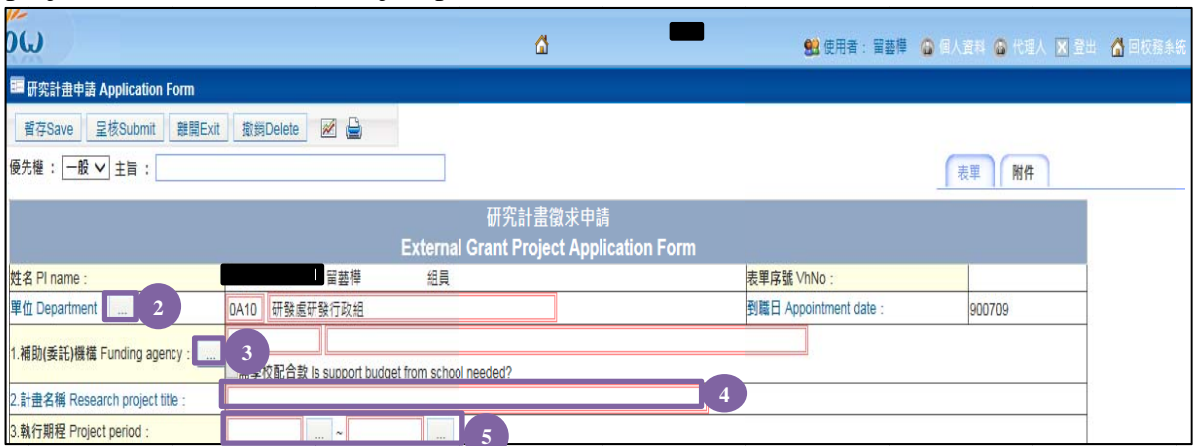 ow
使用者： 留藝樺 個人資料 代理人 登出 回校務系統
研究計畫申請 Application Form
暫存Save 呈核Submit 離開Exit 撤銷Delete
優先權 ： 一般 主旨 ：
表單 附件
研究計畫徵求申請
External Grant Project Application Form
姓名 PI name： 留藝樺 組員 表單序號 VhNo：
單位 Department ... 2 0A10 研發處研發行政組 到職日 Appointment date： 900709
1.補助(委託)機構 Funding agency： ... 3
學校配合款 Is support budget from school needed?
2.計畫名稱 Research project title： 4
3.執行期程 Project period： ... ~ ... 5